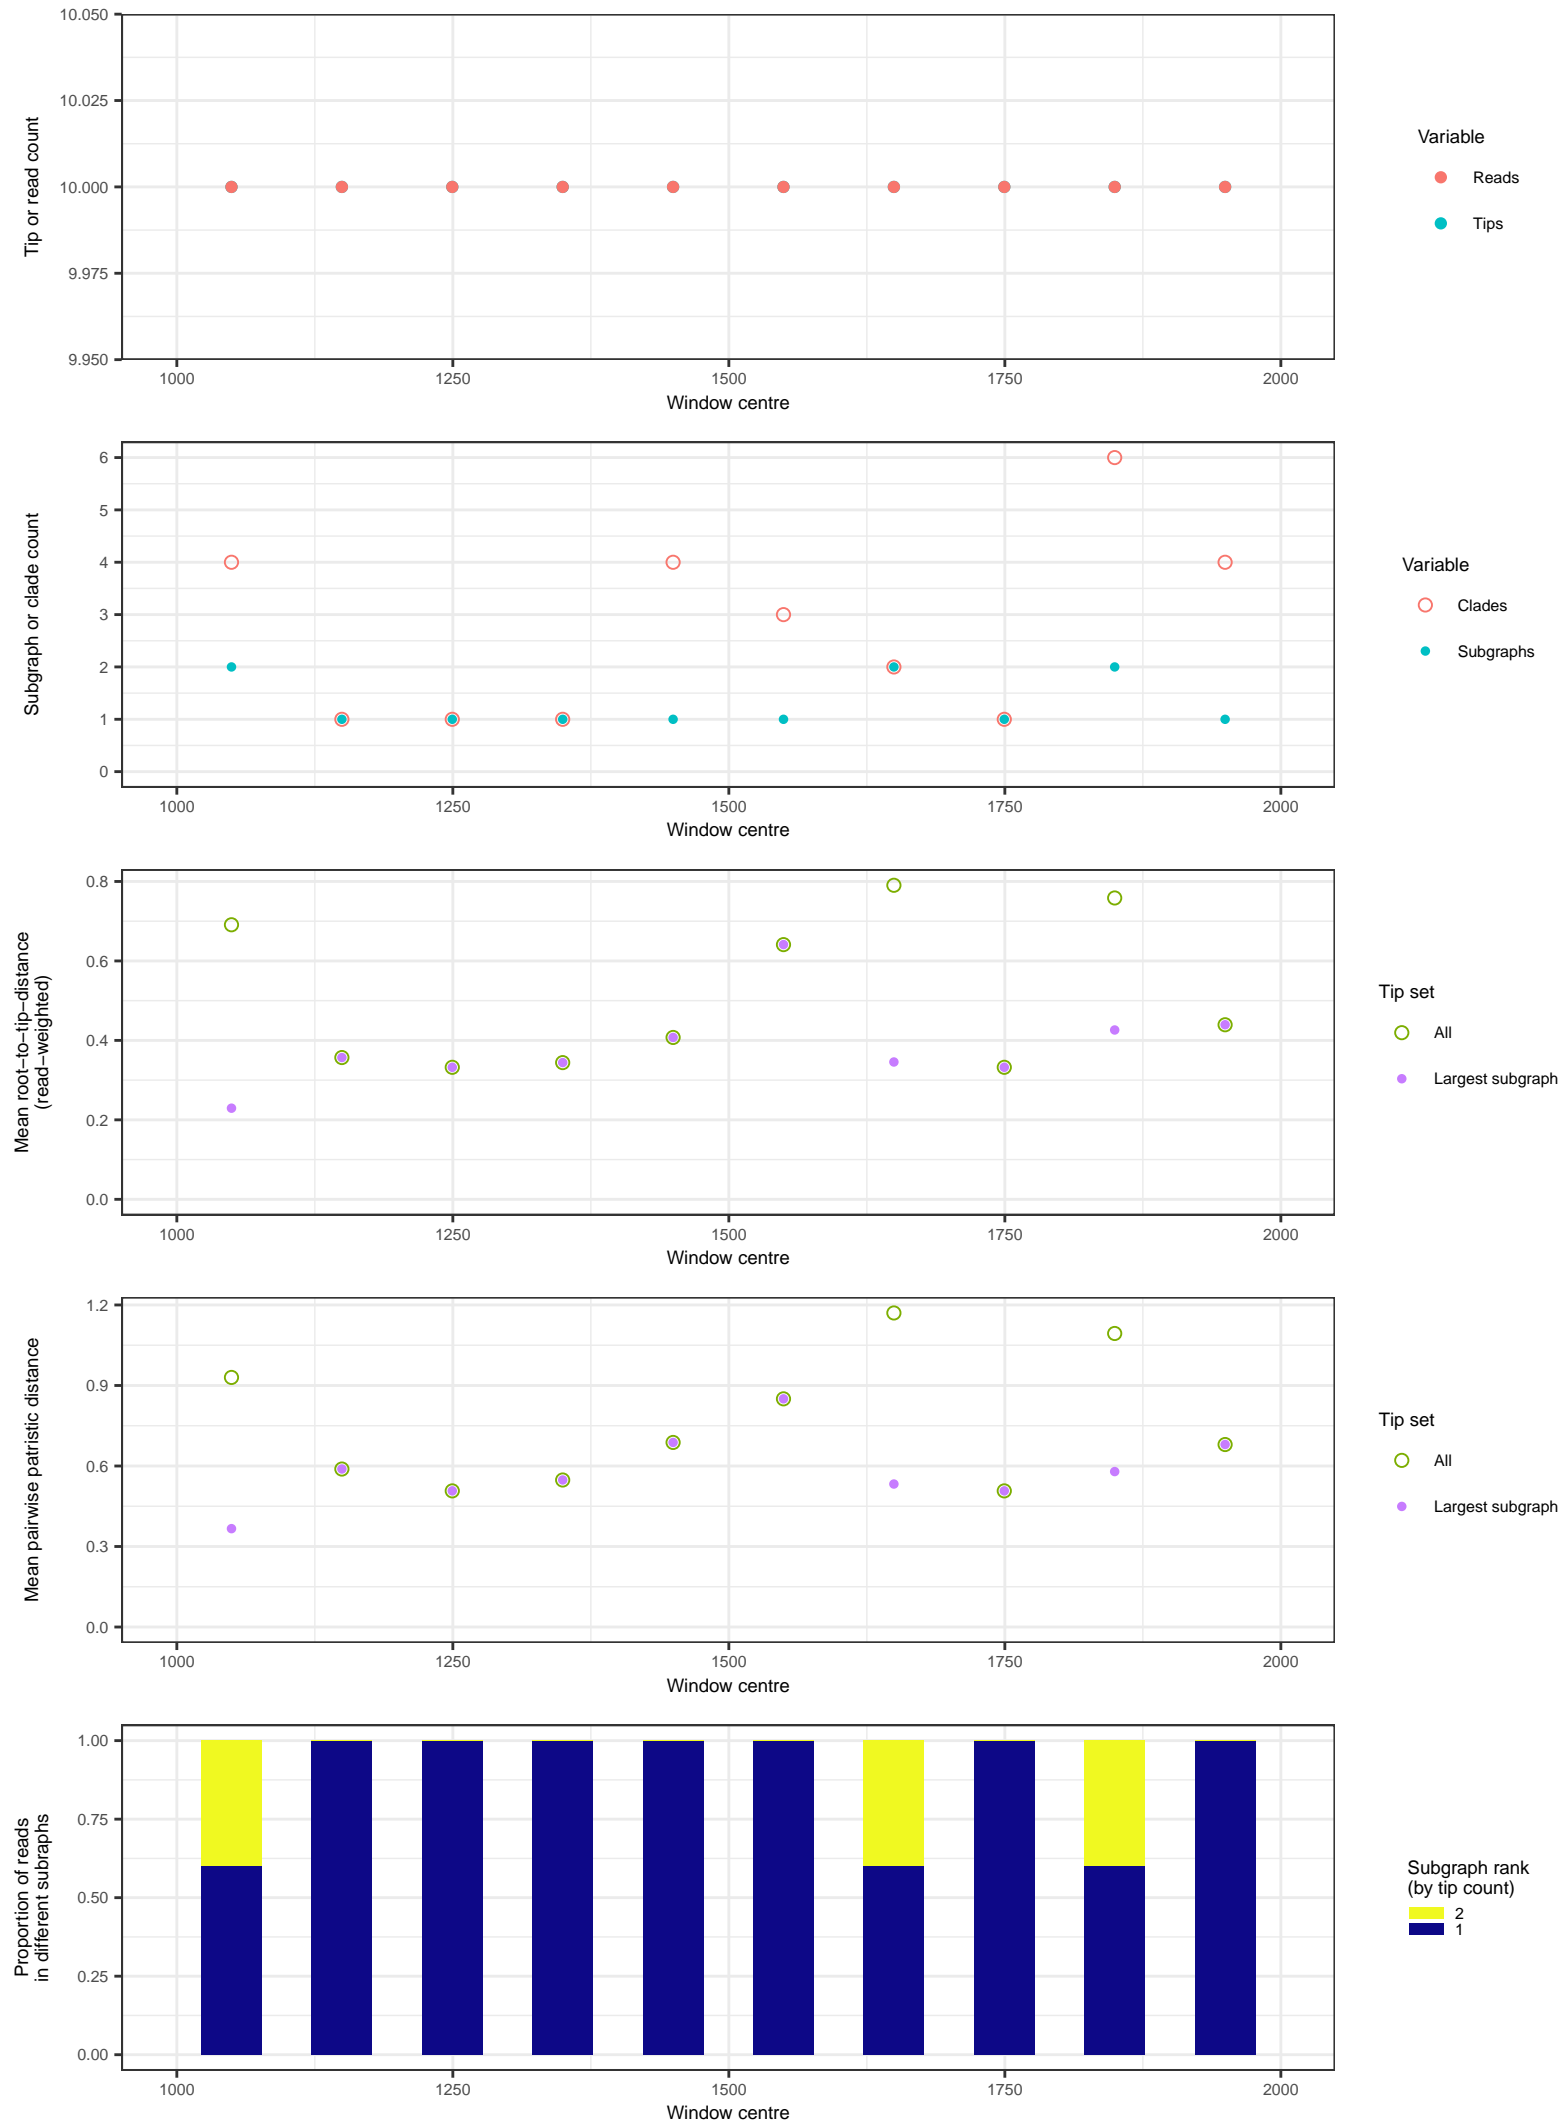 10.050
10.025
10.000
9.975
9.950
Tip or read count
1000 1250 1500 1750 2000
Window centre
Variable
Reads
Tips
6
5
4
3
2
1
0
Subgraph or clade count
1000 1250 1500 1750 2000
Window centre
Variable
Clades
Subgraphs
0.8
0.6
0.4
0.2
0.0
Mean root−to−tip−distance
(read−weighted)
1000 1250 1500 1750 2000
Window centre
Tip set
All
Largest subgraph
1.2
0.9
0.6
0.3
0.0
Mean pairwise patristic distance
1000 1250 1500 1750 2000
Window centre
Tip set
All
Largest subgraph
1.00
0.75
0.50
0.25
0.00
Proportion of reads
in different subraphs
1000 1250 1500 1750 2000
Window centre
Subgraph rank
(by tip count)
2
1